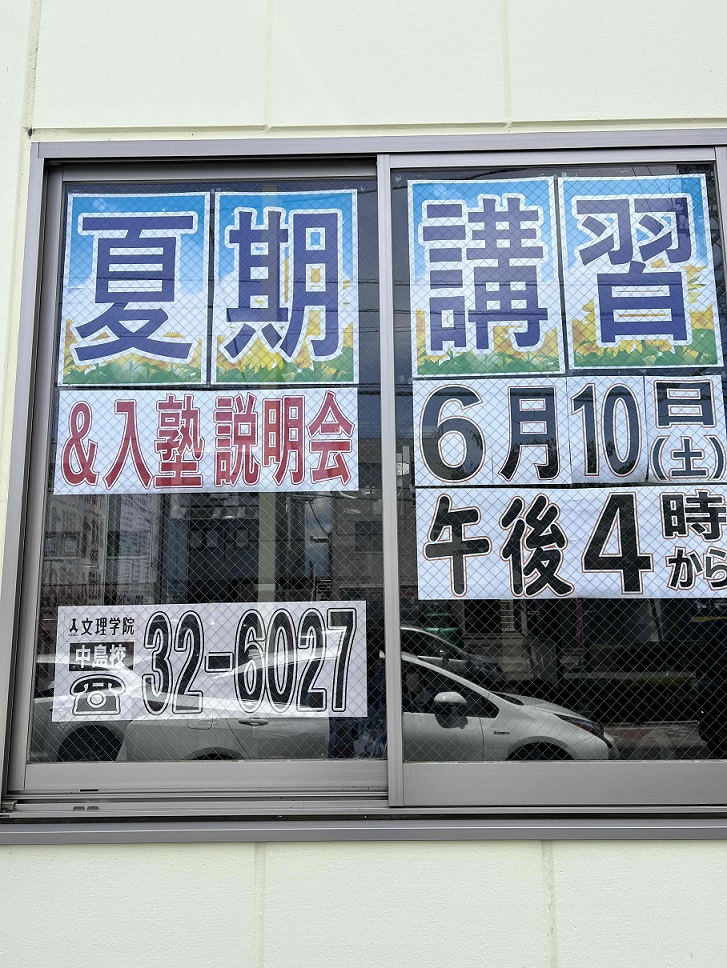 夏期講習
&入塾説明会
6月10日(土)
午後4時から
文理学院
中島校
☎32-6027